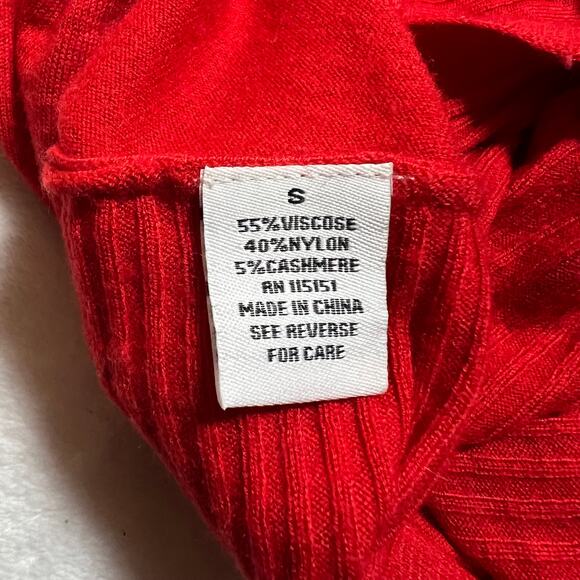 S
55%VISCOSE
40%NYLON
5%CASHMERE
RN 115151
MADE IN CHINA
SEE REVERSE
FOR CARE